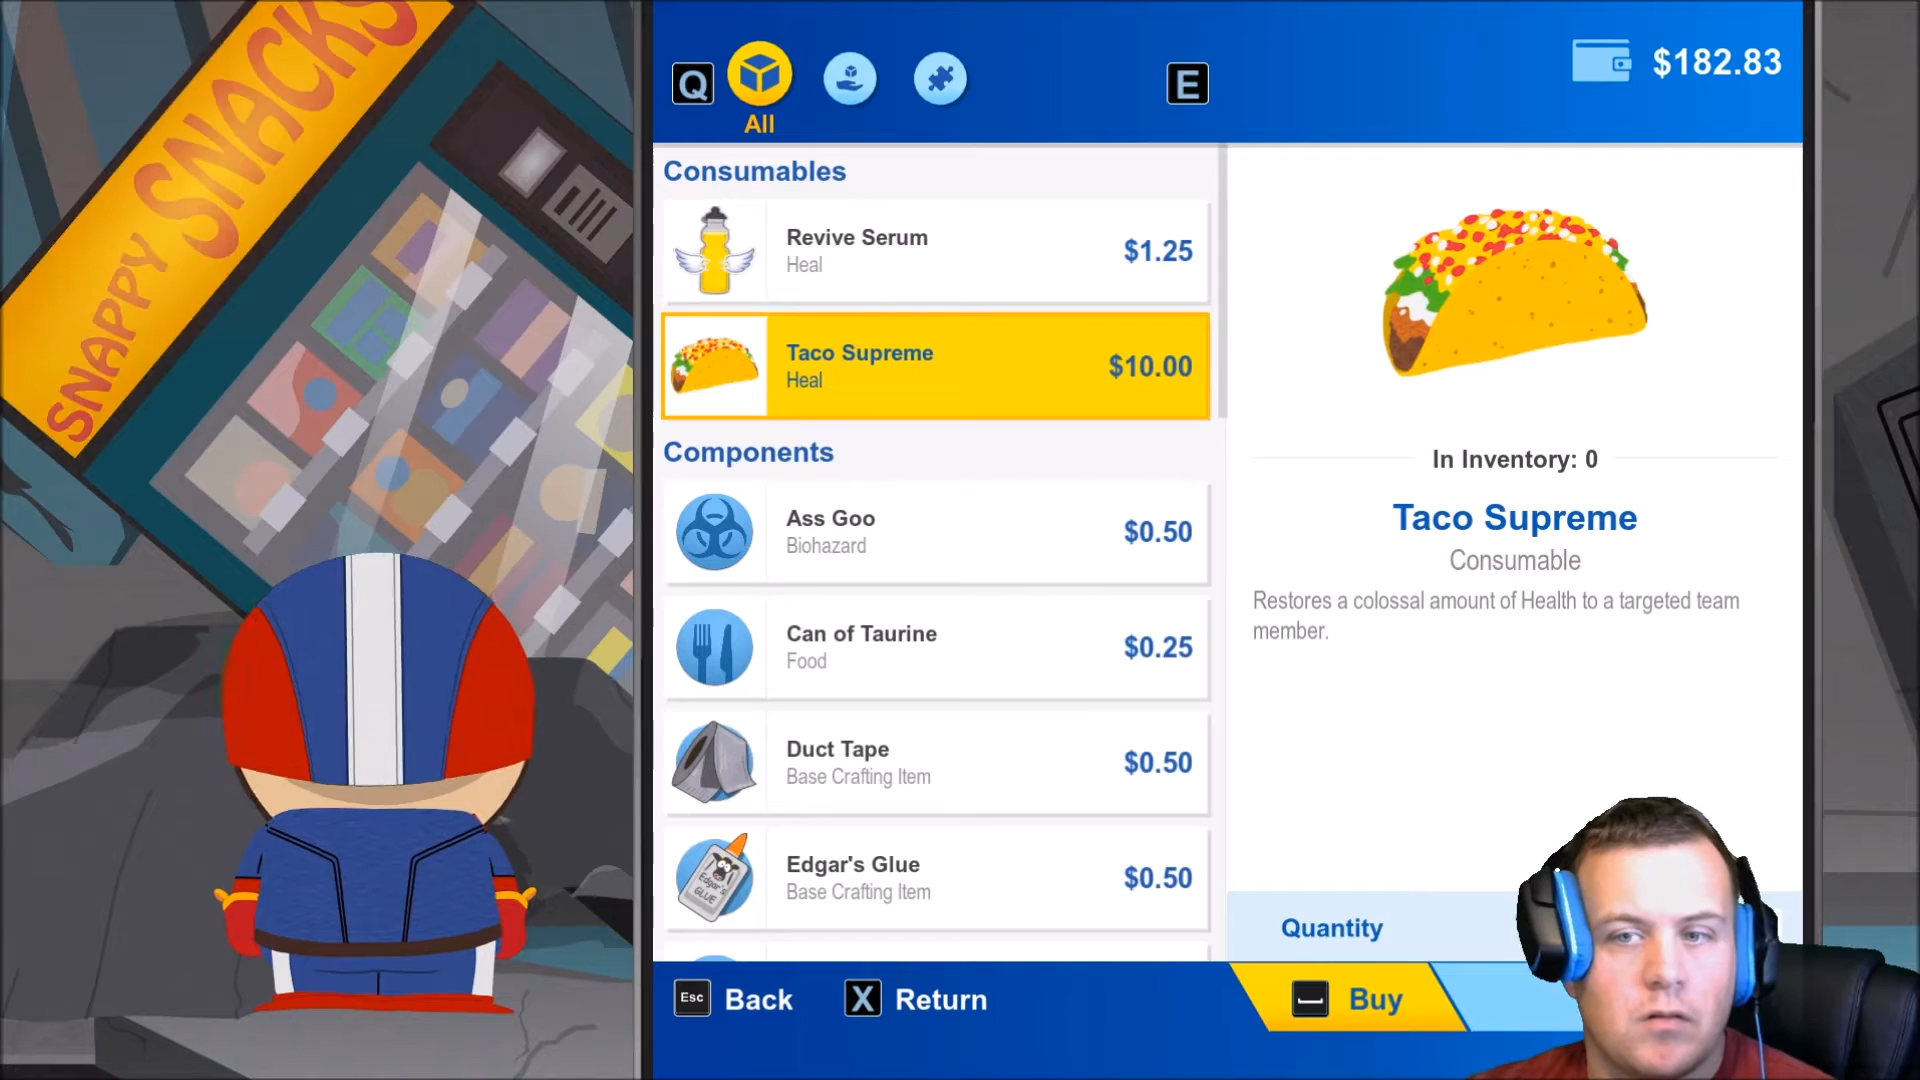 SNAPPY SNACKS
Q
All
E
$182.83
Consumables
Revive Serum
Heal
$1.25
Taco Supreme
Heal
$10.00
Components
Ass Goo
Biohazard
$0.50
Can of Taurine
Food
$0.25
Duct Tape
Base Crafting Item
$0.50
Edgar's
GLUE
Edgar's Glue
Base Crafting Item
$0.50
In Inventory: 0
Taco Supreme
Consumable
Restores a colossal amount of Health to a targeted team
member.
Quantity
Esc Back
X Return
Buy